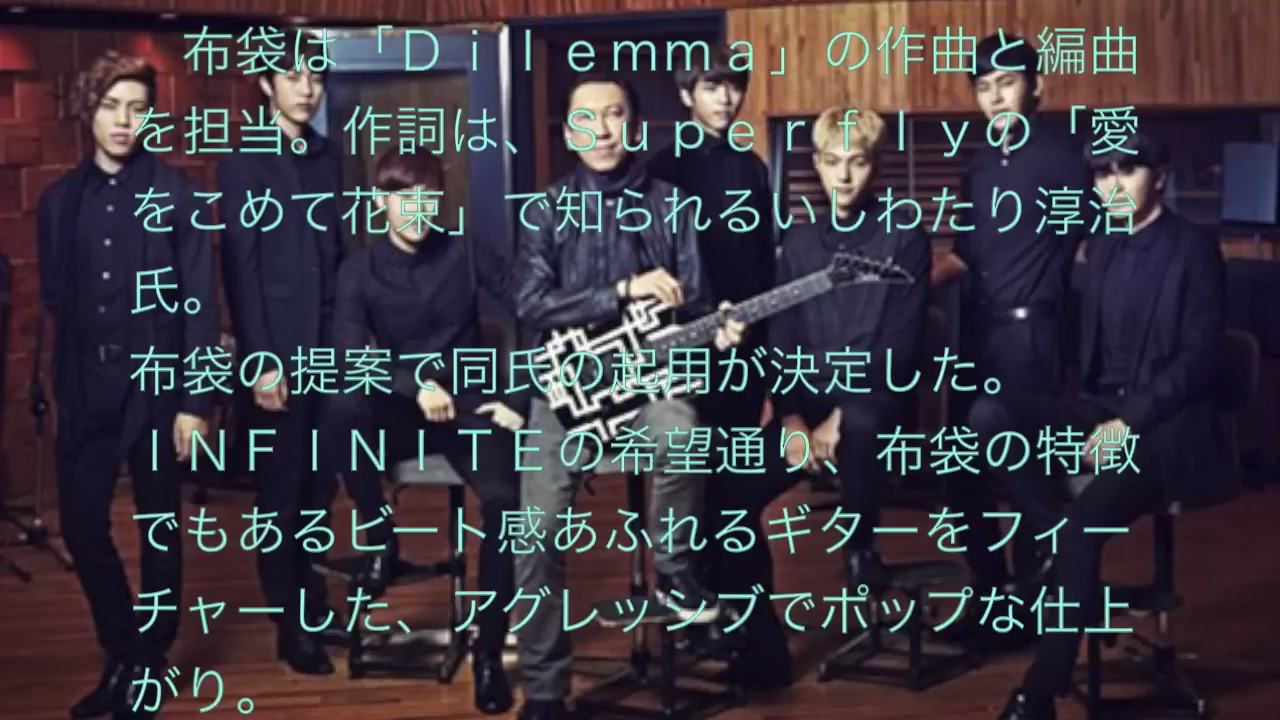 布袋は「Ｄｉｌｅｍｍａ」の作曲と編曲
を担当。作詞は、Ｓｕｐｅｒｆｌｙの「愛
をこめて花束」で知られるいしわたり淳治
氏。
布袋の提案で同氏の起用が決定した。
ＩＮＦＩＮＩＴＥの希望通り、布袋の特徴
でもあるビート感あふれるギターをフィー
チャーした、アグレッシブでポップな仕上
がり。